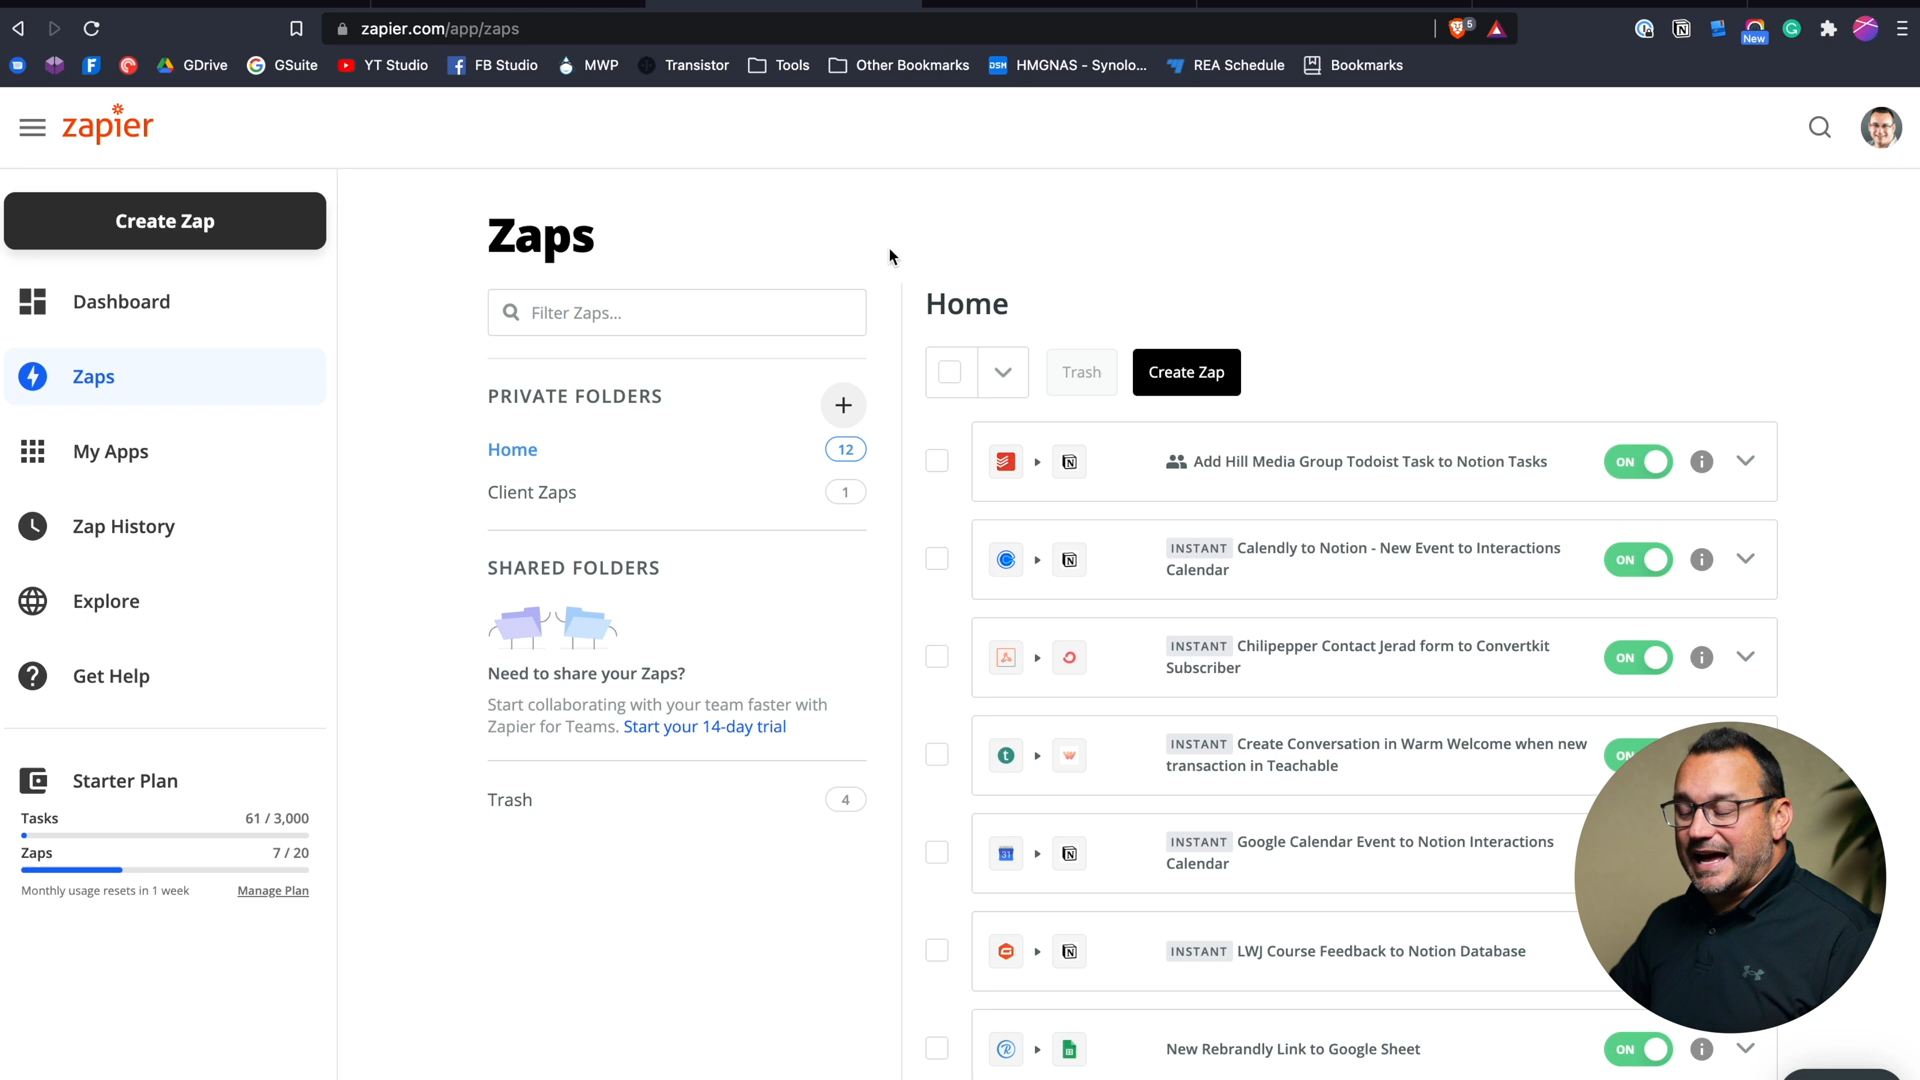 zapier.com/app/zaps
5
New
GDrive
GSuite
YT Studio
FB Studio
MWP
Transistor
Tools
Other Bookmarks
DSM
HMGNAS - Synolo...
REA Schedule
Bookmarks
zapier
Create Zap
Dashboard
Zaps
My Apps
Zap History
Explore
Get Help
Starter Plan
Tasks 61 / 3,000
Zaps 7 / 20
Monthly usage resets in 1 week Manage Plan
Zaps
Filter Zaps...
PRIVATE FOLDERS
+
Home 12
Client Zaps 1
SHARED FOLDERS
Need to share your Zaps?
Start collaborating with your team faster with
Zapier for Teams. Start your 14-day trial
Trash 4
Home
Trash
Create Zap
Add Hill Media Group Todoist Task to Notion Tasks
ON
INSTANT Calendly to Notion - New Event to Interactions
Calendar
ON
INSTANT Chilipepper Contact Jerad form to Convertkit
Subscriber
ON
INSTANT Create Conversation in Warm Welcome when new
transaction in Teachable
ON
31
INSTANT Google Calendar Event to Notion Interactions
Calendar
INSTANT LWJ Course Feedback to Notion Database
New Rebrandly Link to Google Sheet
ON